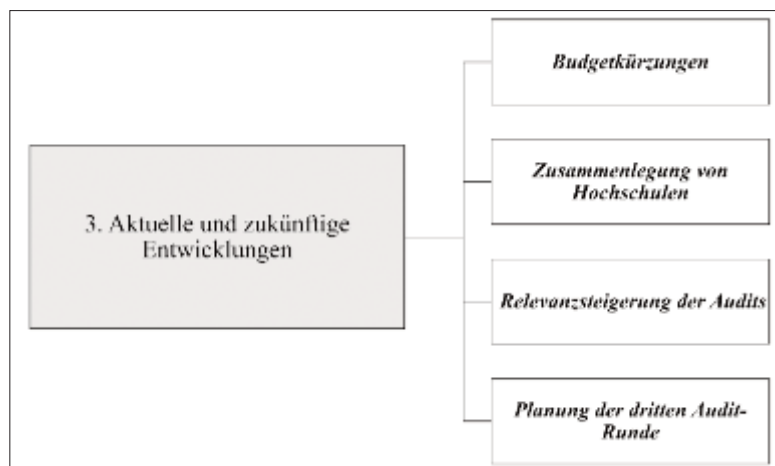 3. Aktuelle und zukünftige
Entwicklungen
Budgetkürzungen
Zusammenlegung von
Hochschulen
Relevanzsteigerung der Audits
Planung der dritten Audit-
Runde